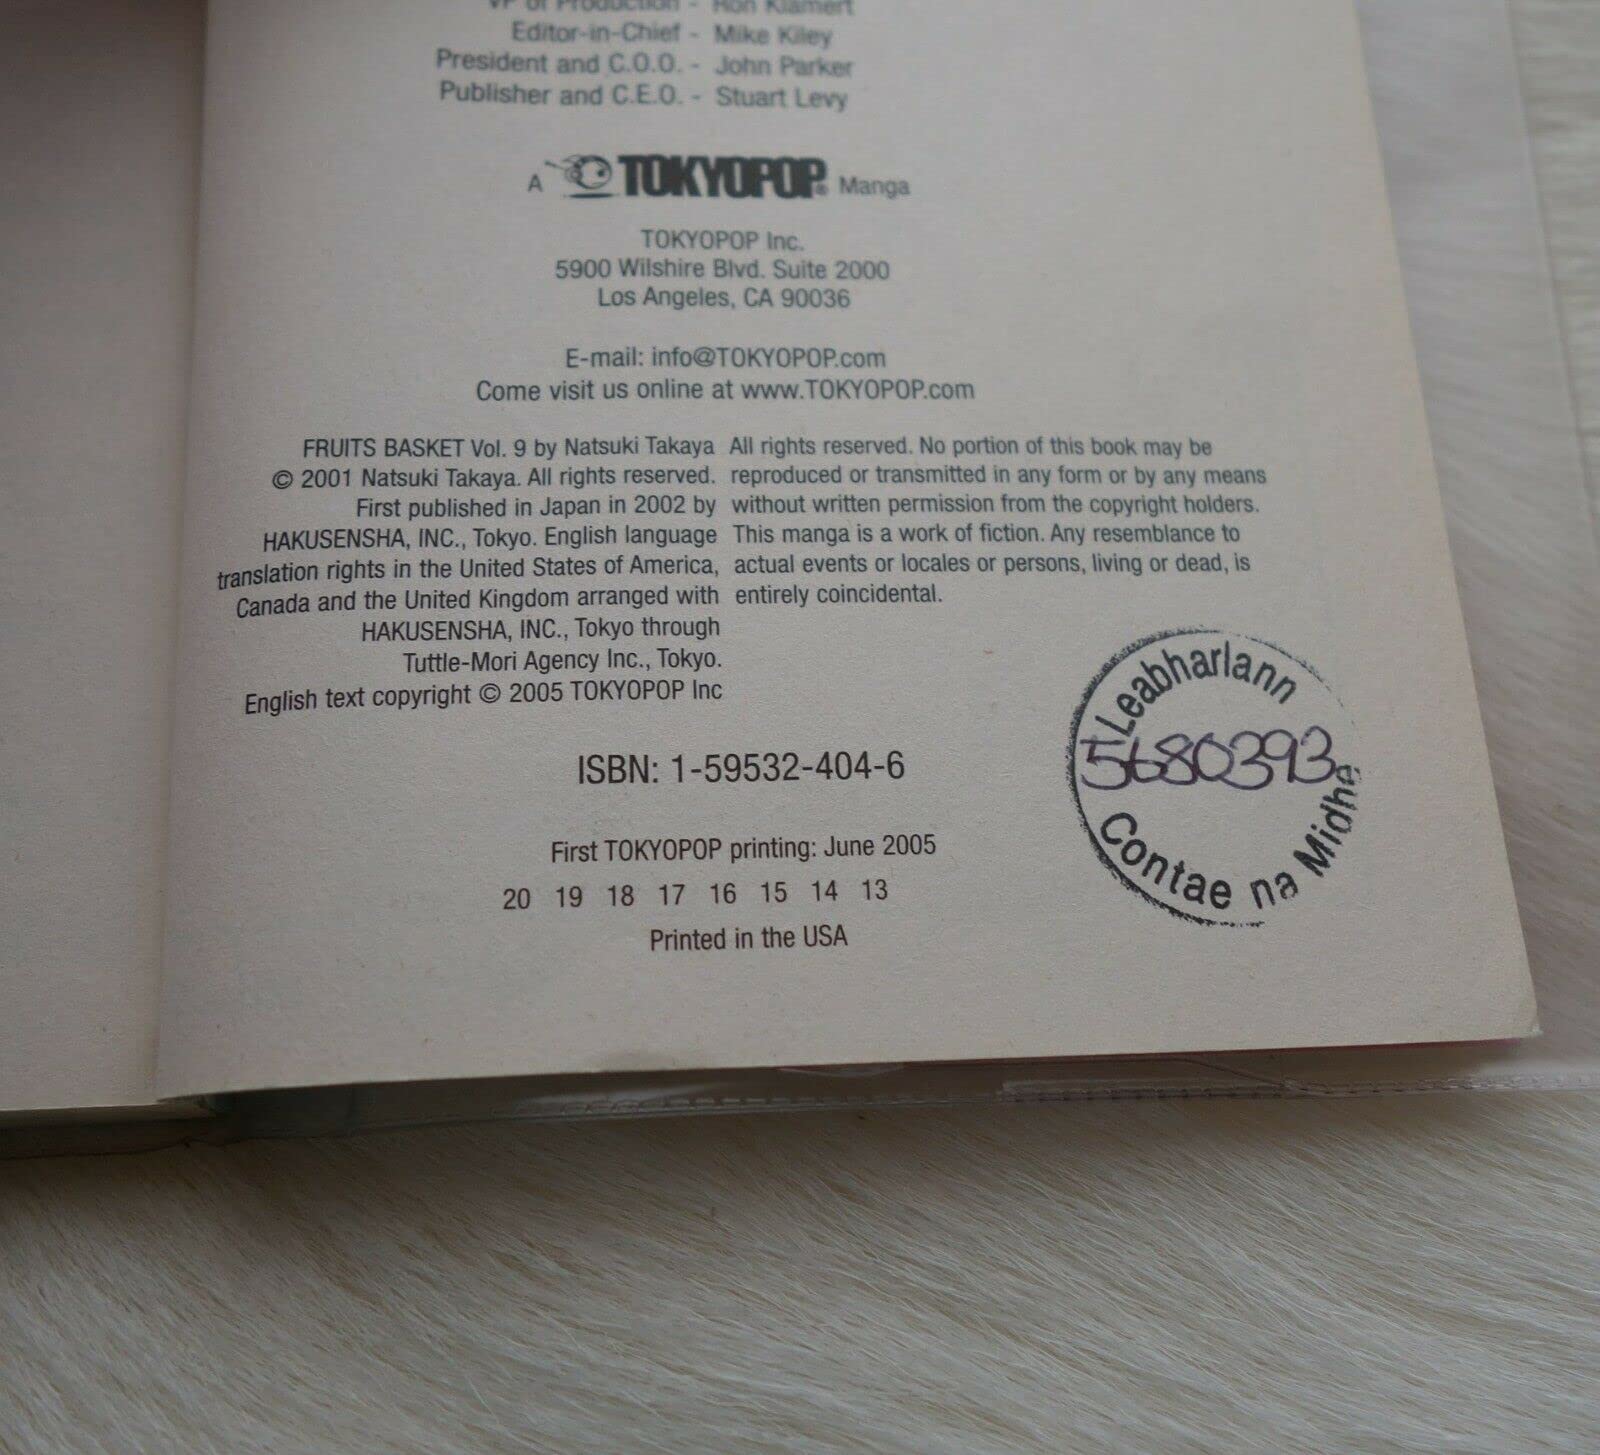 VP of Production - Ron Klamert
Editor-in-Chief - Mike Kiley
President and C.O.O. - John Parker
Publisher and C.E.O. - Stuart Levy
A TOKYOPOP® Manga
TOKYOPOP Inc.
5900 Wilshire Blvd. Suite 2000
Los Angeles, CA 90036
E-mail: info@TOKYOPOP.com
Come visit us online at www.TOKYOPOP.com
FRUITS BASKET Vol. 9 by Natsuki Takaya
© 2001 Natsuki Takaya. All rights reserved.
First published in Japan in 2002 by
HAKUSENSHA, INC., Tokyo. English language
translation rights in the United States of America,
Canada and the United Kingdom arranged with
HAKUSENSHA, INC., Tokyo through
Tuttle-Mori Agency Inc., Tokyo.
English text copyright © 2005 TOKYOPOP Inc
All rights reserved. No portion of this book may be
reproduced or transmitted in any form or by any means
without written permission from the copyright holders.
This manga is a work of fiction. Any resemblance to
actual events or locales or persons, living or dead, is
entirely coincidental.
ISBN: 1-59532-404-6
First TOKYOPOP printing: June 2005
20 19 18 17 16 15 14 13
Printed in the USA
Leabharlann
5680393
Contae na Midhe